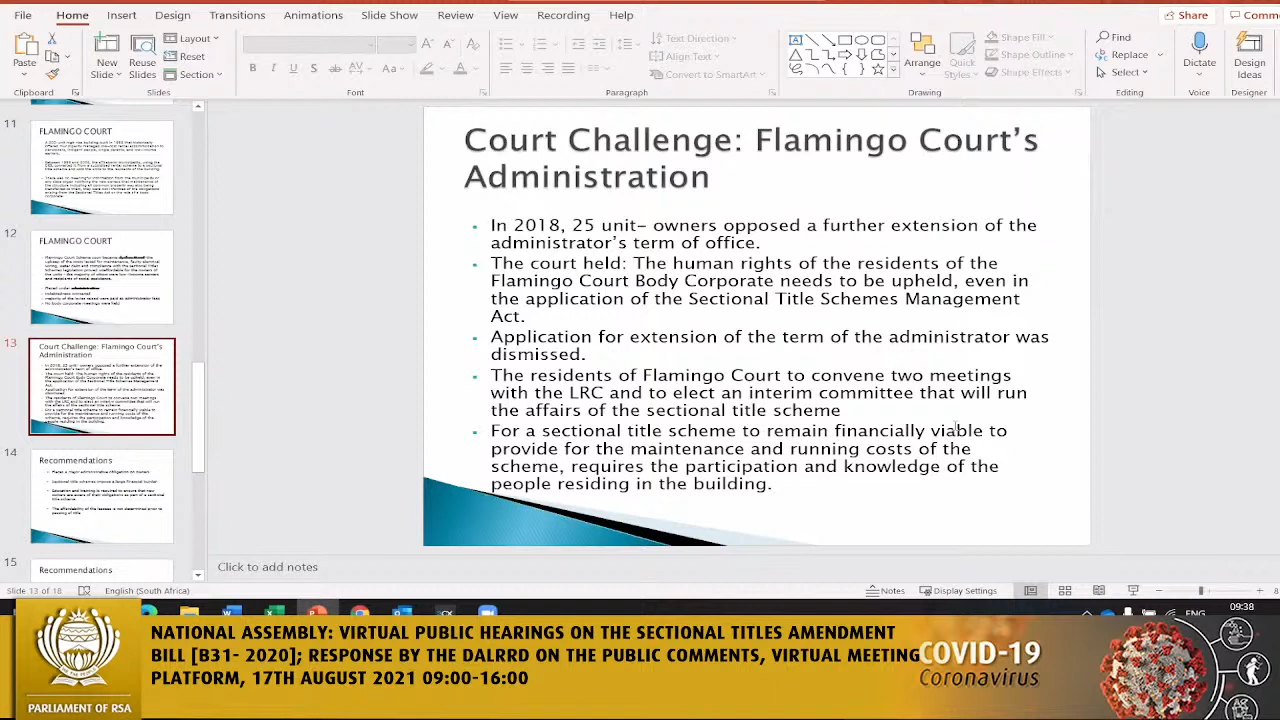 File Home Insert Design Transitions Animations Slide Show Review View Recording Help Share Comm
Paste New Slide Reuse Slides Layout Reset Section
Text Direction Align Text Convert to SmartArt
Arrange Quick Styles Shape Fill Shape Outline Shape Effects
Find Replace Select Dictate Design Ideas
Clipboard Slides Font Paragraph Drawing Editing Voice Designer
11
FLAMINGO COURT
12
FLAMINGO COURT
13
Court Challenge: Flamingo Court's
Administration
14
Recommendations
15
Recommendations
Court Challenge: Flamingo Court's
Administration
In 2018, 25 unit- owners opposed a further extension of the
administrator's term of office.
The court held: The human rights of the residents of the
Flamingo Court Body Corporate needs to be upheld, even in
the application of the Sectional Title Schemes Management
Act.
Application for extension of the term of the administrator was
dismissed.
The residents of Flamingo Court to convene two meetings
with the LRC and to elect an interim committee that will run
the affairs of the sectional title scheme
For a sectional title scheme to remain financially viable to
provide for the maintenance and running costs of the
scheme, requires the participation and knowledge of the
people residing in the building.
Click to add notes
Slide 13 of 18 English (South Africa) Notes Display Settings 8
ENG 09:38
NATIONAL ASSEMBLY: VIRTUAL PUBLIC HEARINGS ON THE SECTIONAL TITLES AMENDMENT
BILL [B31- 2020]; RESPONSE BY THE DALRRD ON THE PUBLIC COMMENTS, VIRTUAL MEETING
PLATFORM, 17TH AUGUST 2021 09:00-16:00
PARLIAMENT OF RSA
COVID-19
Coronavirus